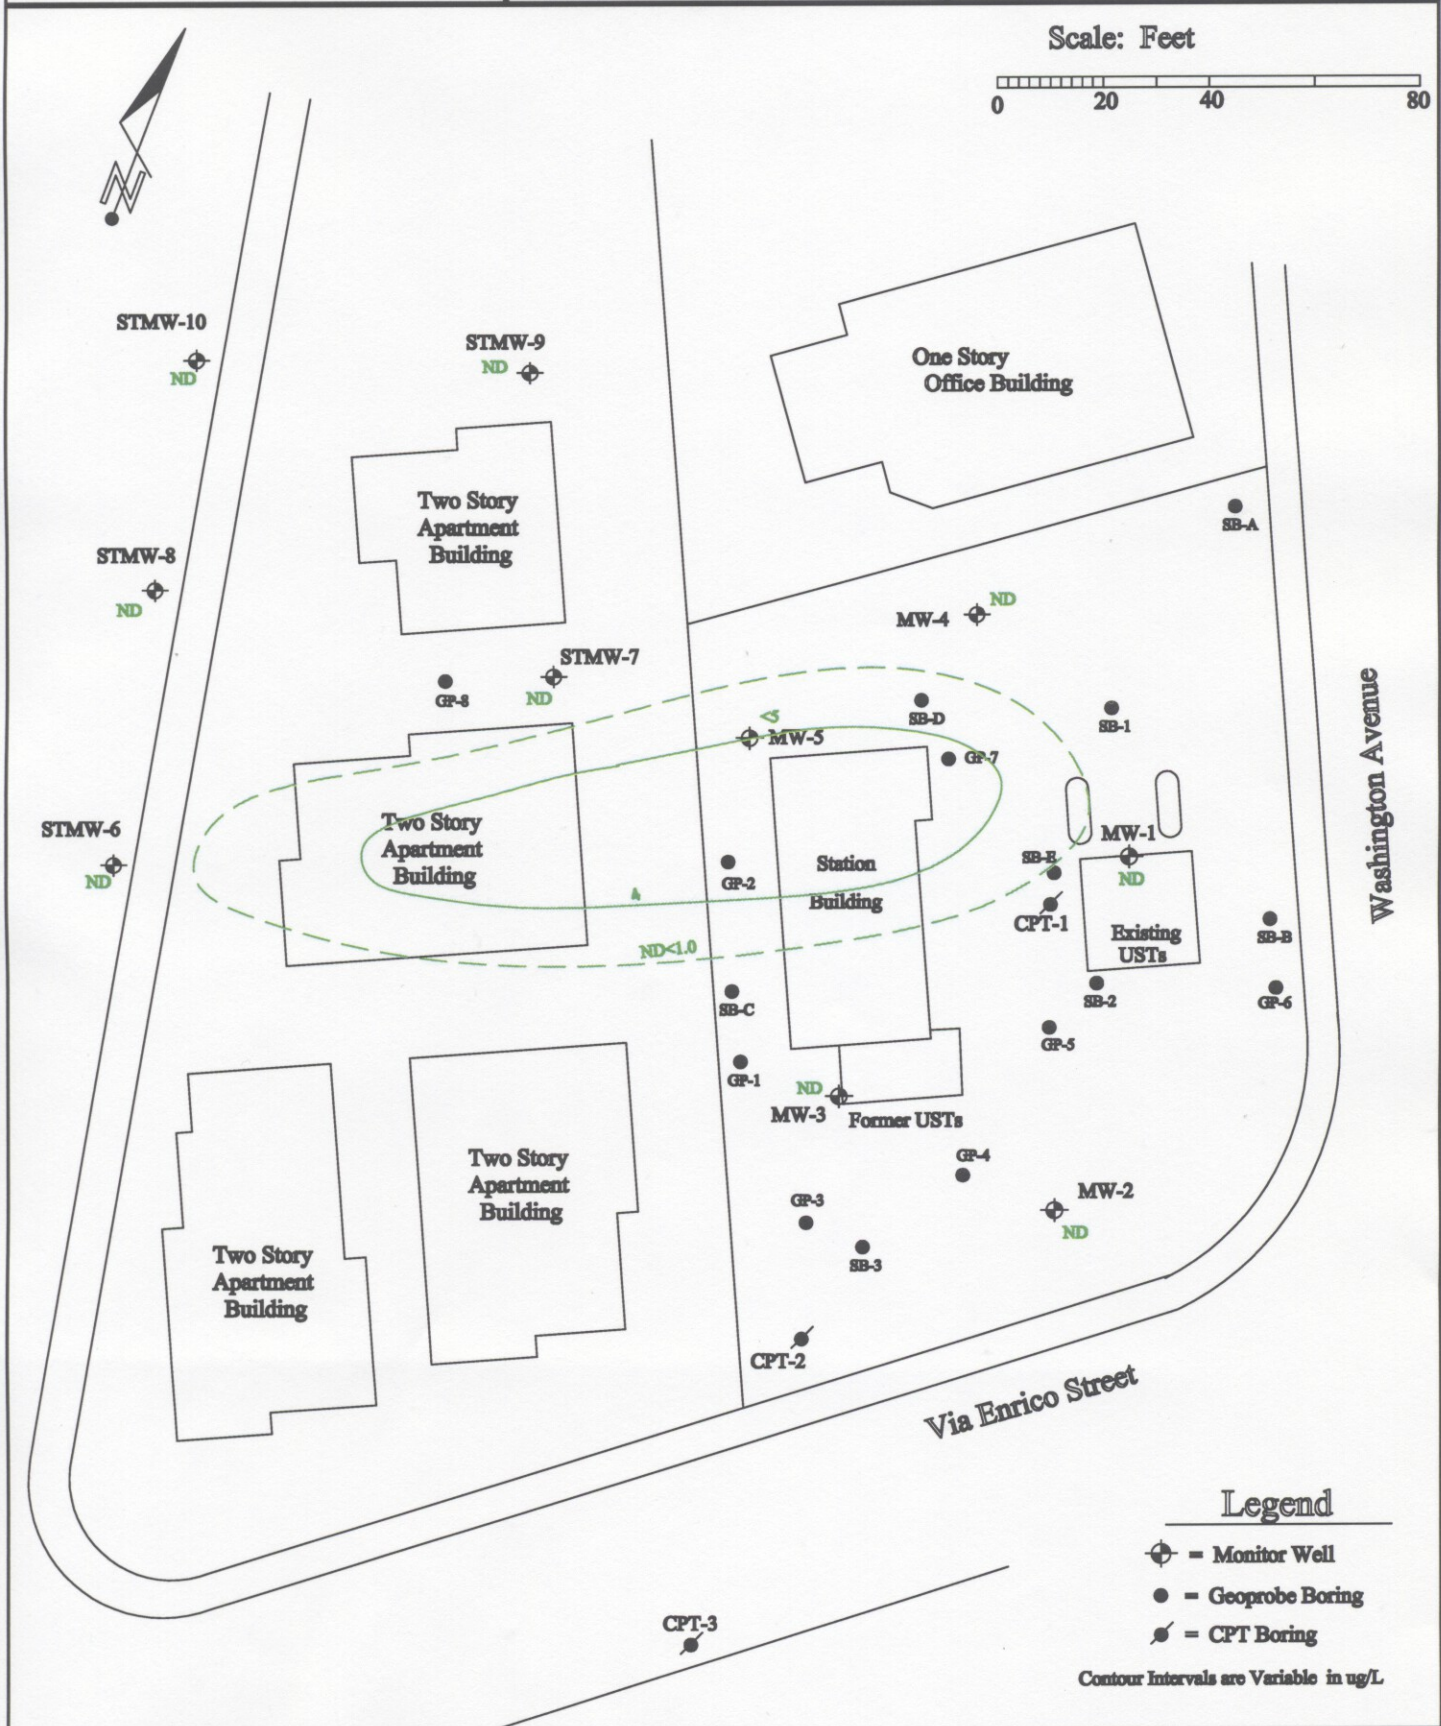 Scale: Feet
0 20 40 80
N
STMW-10
ND
STMW-9
ND
One Story
Office Building
Two Story
Apartment
Building
SB-A
STMW-8
ND
MW-4
ND
STMW-7
ND
GP-8
SB-D
SB-1
<5
MW-5
GP-7
Washington Avenue
STMW-6
ND
Two Story
Apartment
Building
MW-1
ND
SB-E
GP-2
Station
Building
4
CPT-1
Existing
USTs
SB-B
ND<1.0
SB-C
SB-2
GP-6
GP-5
GP-1
ND
MW-3
Former USTs
Two Story
Apartment
Building
GP-4
MW-2
ND
GP-3
SB-3
Two Story
Apartment
Building
CPT-2
Via Enrico Street
Legend
= Monitor Well
= Geoprobe Boring
= CPT Boring
Contour Intervals are Variable in ug/L
CPT-3